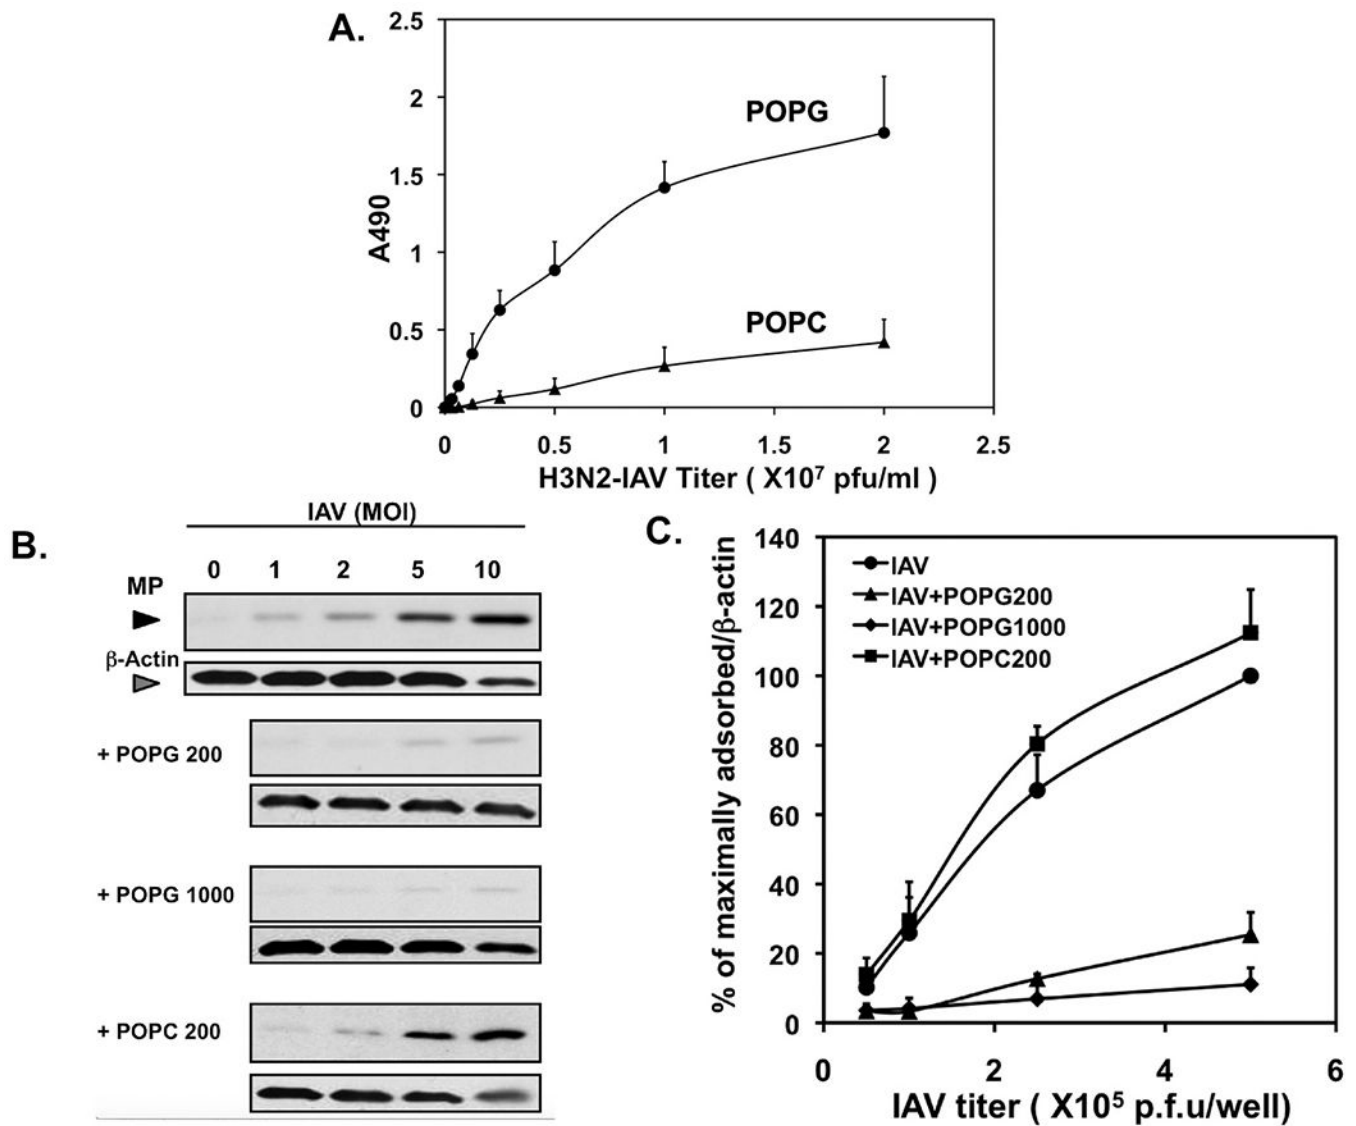 A.
2.5
2
1.5
1
0.5
0
A490
POPG
POPC
0 0.5 1 1.5 2 2.5
H3N2-IAV Titer ( X10⁷ pfu/ml )
B.
IAV (MOI)
0 1 2 5 10
MP
β-Actin
+ POPG 200
+ POPG 1000
+ POPC 200
C.
140
120
100
80
60
40
20
0
% of maximally adsorbed/β-actin
IAV
IAV+POPG200
IAV+POPG1000
IAV+POPC200
0 2 4 6
IAV titer ( X10⁵ p.f.u/well)